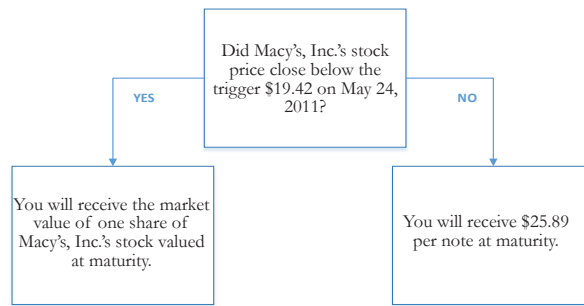 Did Macy’s, Inc.’s stock
price close below the
trigger $19.42 on May 24,
2011?
YES
NO
You will receive the market
value of one share of
Macy’s, Inc.’s stock valued
at maturity.
You will receive $25.89
per note at maturity.